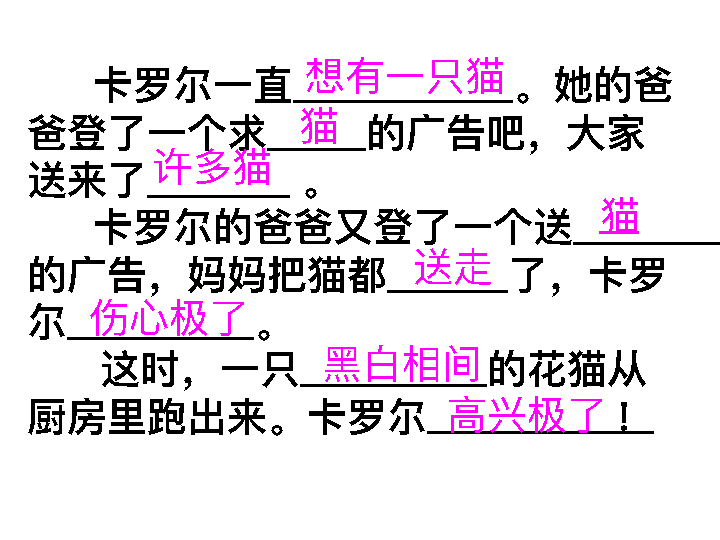 卡罗尔一直想有一只猫。她的爸
爸登了一个求猫的广告吧，大家
送来了许多猫。
卡罗尔的爸爸又登了一个送猫
的广告，妈妈把猫都送走了，卡罗
尔伤心极了。
这时，一只黑白相间的花猫从
厨房里跑出来。卡罗尔高兴极了！